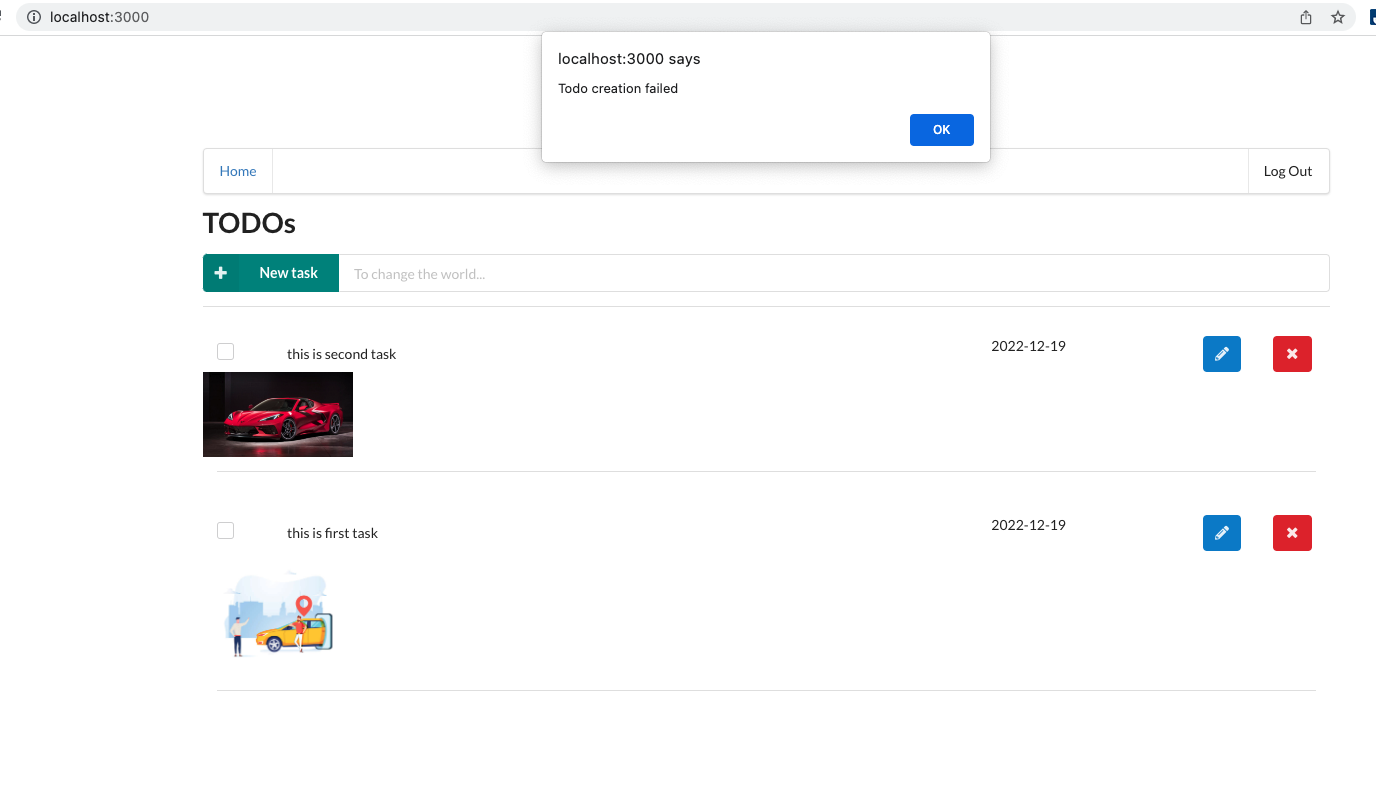 localhost:3000
localhost:3000 says
Todo creation failed
OK
Home
Log Out
TODOs
New task
To change the world...
this is second task
2022-12-19
this is first task
2022-12-19